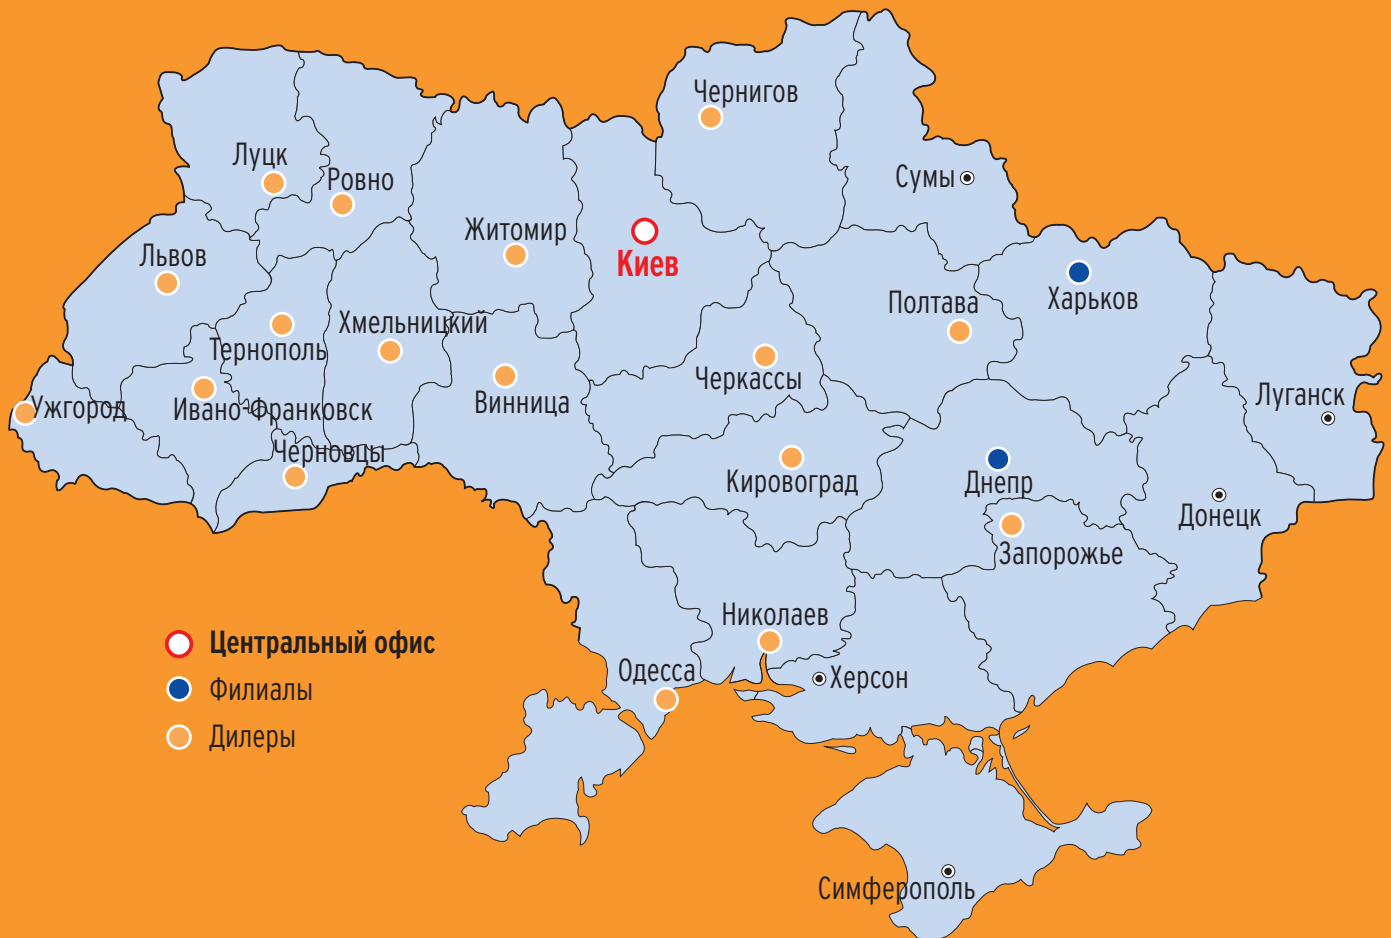 Чернигов
Луцк
Ровно
Сумы
Житомир
Киев
Львов
Харьков
Полтава
Хмельницкий
Тернополь
Черкассы
Луганск
Винница
Ужгород
Ивано-Франковск
Черновцы
Кировоград
Днепр
Донецк
Запорожье
Николаев
Одесса
Херсон
Центральный офис
Филиалы
Дилеры
Симферополь